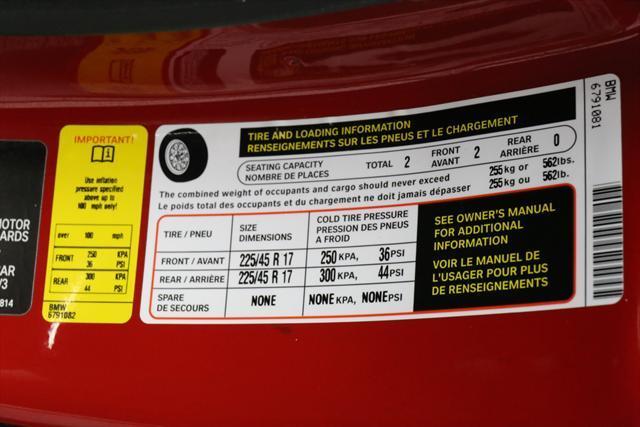 MOTOR
ARDS
AR
/3
814
IMPORTANT!
Use inflation
pressure specified
above up to
100 mph only!
over 100 mph
FRONT 250 KPA
36 PSI
REAR 300 KPA
44 PSI
BMW
6791082
TIRE AND LOADING INFORMATION
RENSEIGNEMENTS SUR LES PNEUS ET LE CHARGEMENT
SEATING CAPACITY
NOMBRE DE PLACES
TOTAL 2
FRONT
AVANT 2
REAR
ARRIÈRE 0
The combined weight of occupants and cargo should never exceed 255 kg or 562 lbs.
Le poids total des occupants et du chargement ne doit jamais dépasser 255 kg ou 562 lb.
TIRE / PNEU
SIZE
DIMENSIONS
COLD TIRE PRESSURE
PRESSION DES PNEUS
A FROID
FRONT / AVANT 225/45 R 17 250 KPA, 36 PSI
REAR / ARRIÈRE 225/45 R 17 300 KPA, 44 PSI
SPARE
DE SECOURS
NONE NONE KPA, NONE PSI
SEE OWNER'S MANUAL
FOR ADDITIONAL
INFORMATION
VOIR LE MANUEL DE
L'USAGER POUR PLUS
DE RENSEIGNEMENTS
BMW
6791081